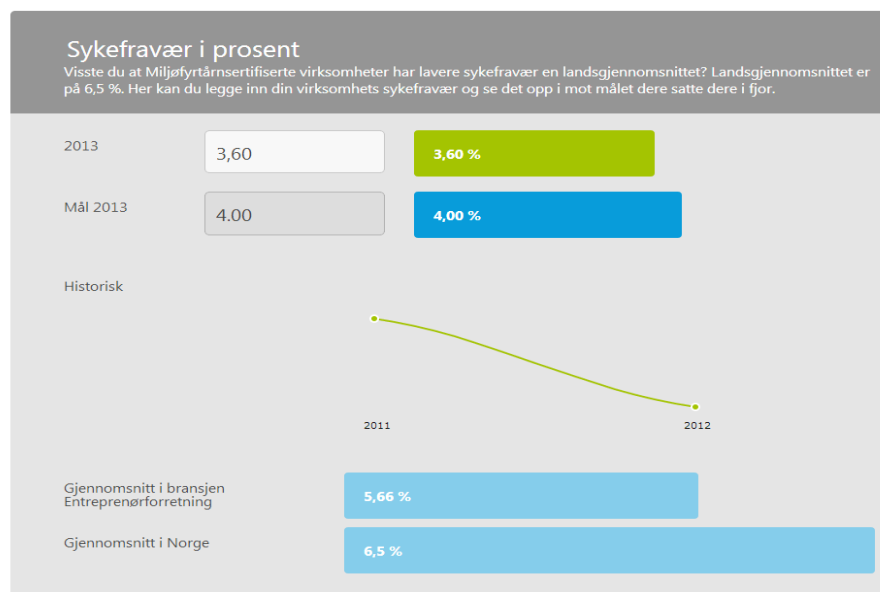 Sykefravær i prosent
Visste du at Miljøfyrtårnsertifiserte virksomheter har lavere sykefravær en landsgjennomsnittet? Landsgjennomsnittet er
på 6,5 %. Her kan du legge inn din virksomhets sykefravær og se det opp i mot målet dere satte dere i fjor.
2013
3,60
3,60 %
Mål 2013
4.00
4,00 %
Historisk
2011
2012
Gjennomsnitt i bransjen
Entreprenørforretning
5,66 %
Gjennomsnitt i Norge
6,5 %